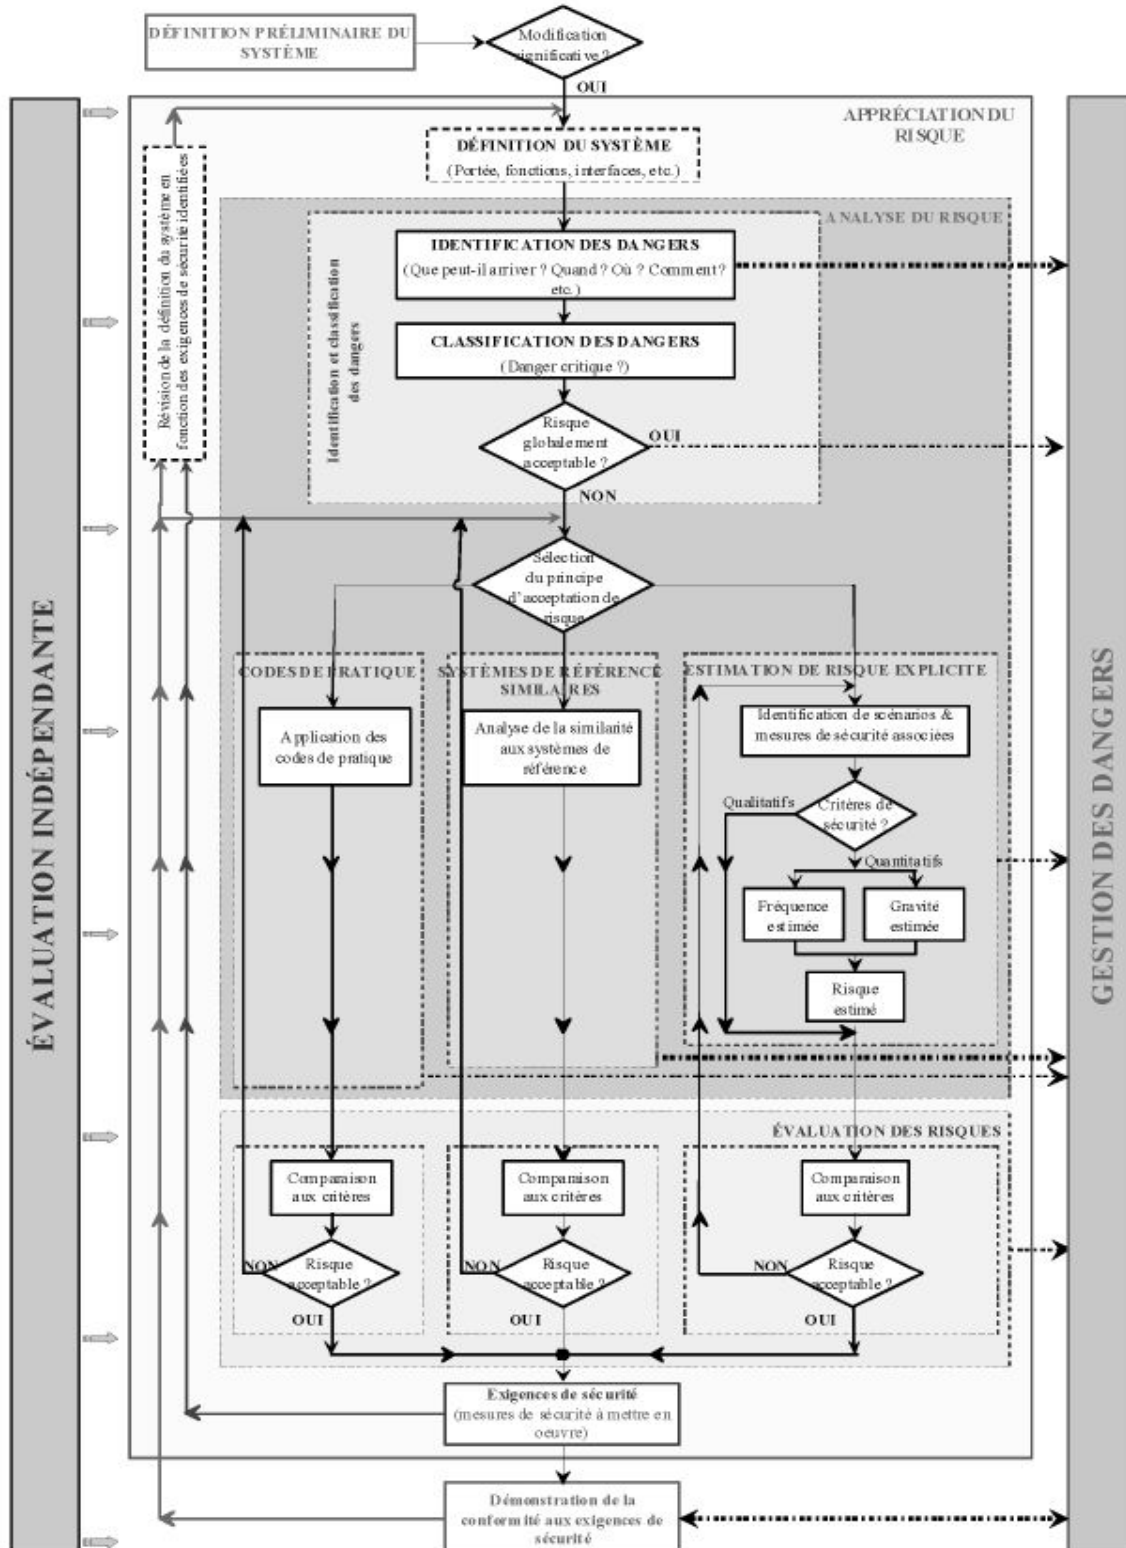 DÉFINITION PRÉLIMINAIRE DU
SYSTÈME
Modification
significative ?
OUI
APPRÉCIATION DU
RISQUE
DÉFINITION DU SYSTÈME
(Portée, fonctions, interfaces, etc.)
Révision de la définition du système en
fonction des exigences de sécurité identifiées
ANALYSE DU RISQUE
Identification et classification
des dangers
IDENTIFICATION DES DANGERS
(Que peut-il arriver ? Quand ? Où ? Comment ?
etc.)
CLASSIFICATION DES DANGERS
(Danger critique ?)
Risque
globalement
acceptable ?
OUI
NON
Sélection
du principe
d'acceptation de
risque
ÉVALUATION INDÉPENDANTE
GESTION DES DANGERS
CODES DE PRATIQUE
SYSTÈMES DE RÉFÉRENCE
SIMILAIRES
ESTIMATION DE RISQUE EXPLICITE
Application des
codes de pratique
Analyse de la similarité
aux systèmes de
référence
Identification de scénarios &
mesures de sécurité associées
Qualitatifs
Critères de
sécurité ?
Quantitatifs
Fréquence
estimée
Gravité
estimée
Risque
estimé
ÉVALUATION DES RISQUES
Comparaison
aux critères
Comparaison
aux critères
Comparaison
aux critères
NON
Risque
acceptable ?
NON
Risque
acceptable ?
NON
Risque
acceptable ?
OUI
OUI
OUI
Exigences de sécurité
(mesures de sécurité à mettre en
oeuvre)
Démonstration de la
conformité aux exigences de
sécurité